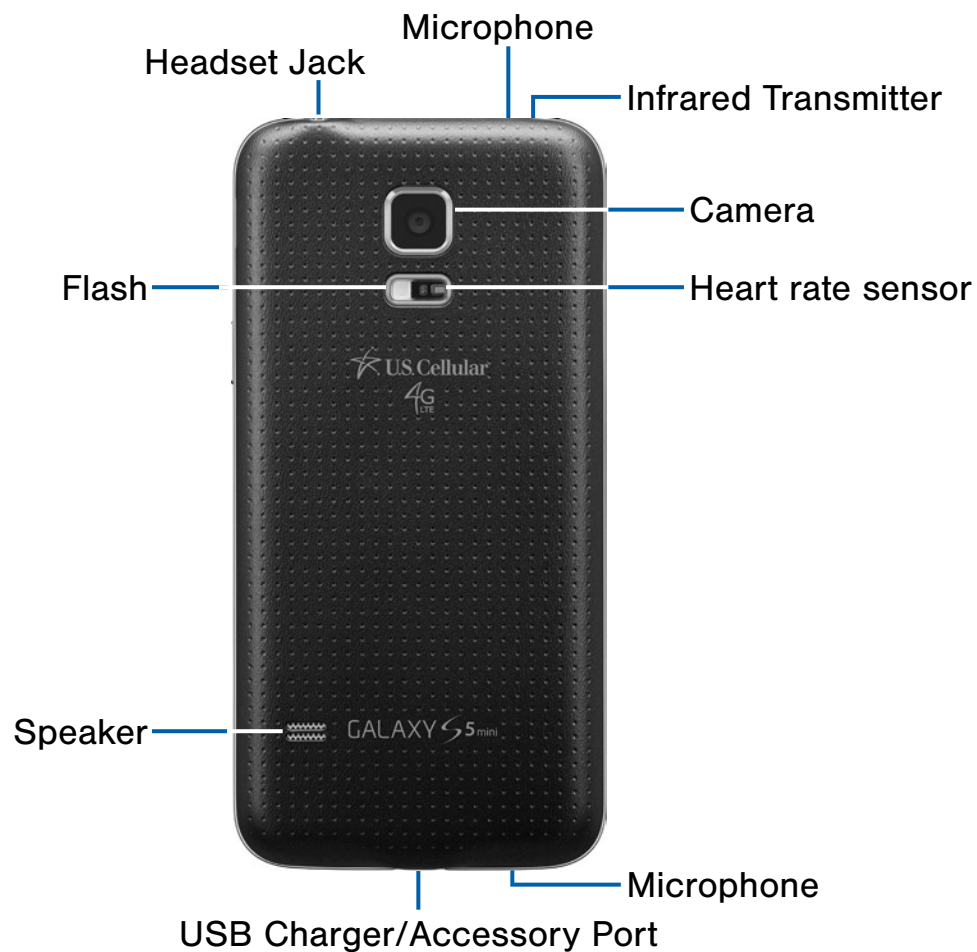 Microphone
Headset Jack
Infrared Transmitter
Camera
Flash
Heart rate sensor
U.S. Cellular
4G
LTE
Speaker
GALAXY S5 mini
Microphone
USB Charger/Accessory Port